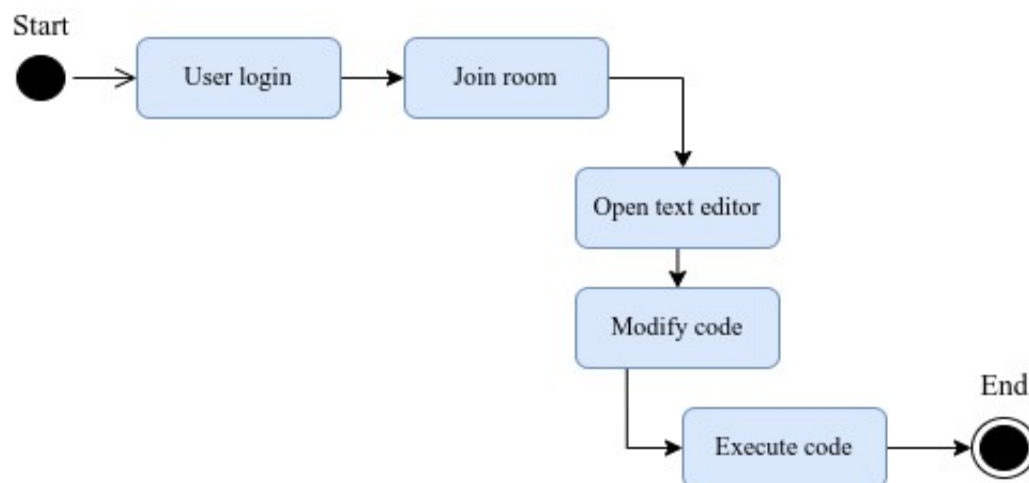 Start
User login
Join room
Open text editor
Modify code
End
Execute code